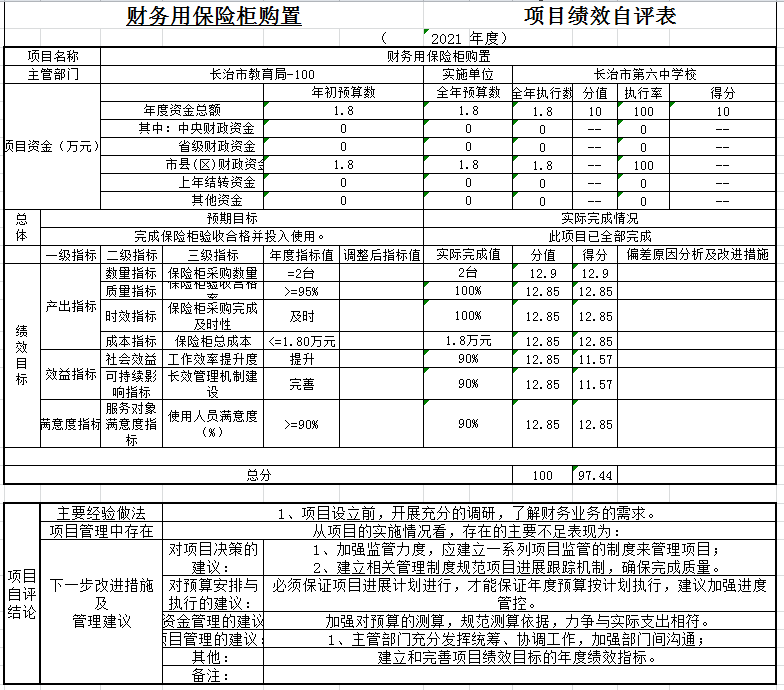 财务用保险柜购置 项目绩效自评表
( 2021 年度)
项目名称 财务用保险柜购置
主管部门 长治市教育局-100 实施单位 长治市第六中学校
项目资金（万元） 年初预算数 全年预算数 全年执行数 分值 执行率 得分
年度资金总额 1.8 1.8 1.8 10 100 10
其中：中央财政资金 0 0 0 -- 0 --
省级财政资金 0 0 0 -- 0 --
市县(区)财政资金 1.8 1.8 1.8 -- 100 --
上年结转资金 0 0 0 -- 0 --
其他资金 0 0 0 -- 0 --
总体 预期目标 实际完成情况
完成保险柜验收合格并投入使用。 此项目已全部完成
绩效目标 一级指标 二级指标 三级指标 年度指标值 调整后指标值 实际完成值 分值 得分 偏差原因分析及改进措施
产出指标 数量指标 保险柜采购数量 =2台 2台 12.9 12.9
质量指标 保险柜验收合格率 >=95% 100% 12.85 12.85
时效指标 保险柜采购完成及时性 及时 100% 12.85 12.85
成本指标 保险柜总成本 <=1.80万元 1.8万元 12.85 12.85
效益指标 社会效益 工作效率提升度 提升 90% 12.85 11.57
可持续影响指标 长效管理机制建设 完善 90% 12.85 11.57
满意度指标 服务对象满意度指标 使用人员满意度（%） >=90% 90% 12.85 12.85
总分 100 97.44
项目自评结论 主要经验做法 1、项目设立前，开展充分的调研，了解财务业务的需求。
项目管理中存在 从项目的实施情况看，存在的主要不足表现为：
下一步改进措施及管理建议 对项目决策的建议： 1、加强监管力度，应建立一系列项目监管的制度来管理项目；
2、建立相关管理制度规范项目进展跟踪机制，确保完成质量。
对预算安排与执行的建议： 必须保证项目进展计划进行，才能保证年度预算按计划执行，建议加强进度管控。
资金管理的建议 加强对预算的测算，规范测算依据，力争与实际支出相符。
项目管理的建议： 1、主管部门充分发挥统筹、协调工作，加强部门间沟通；
其他： 建立和完善项目绩效目标的年度绩效指标。
备注：